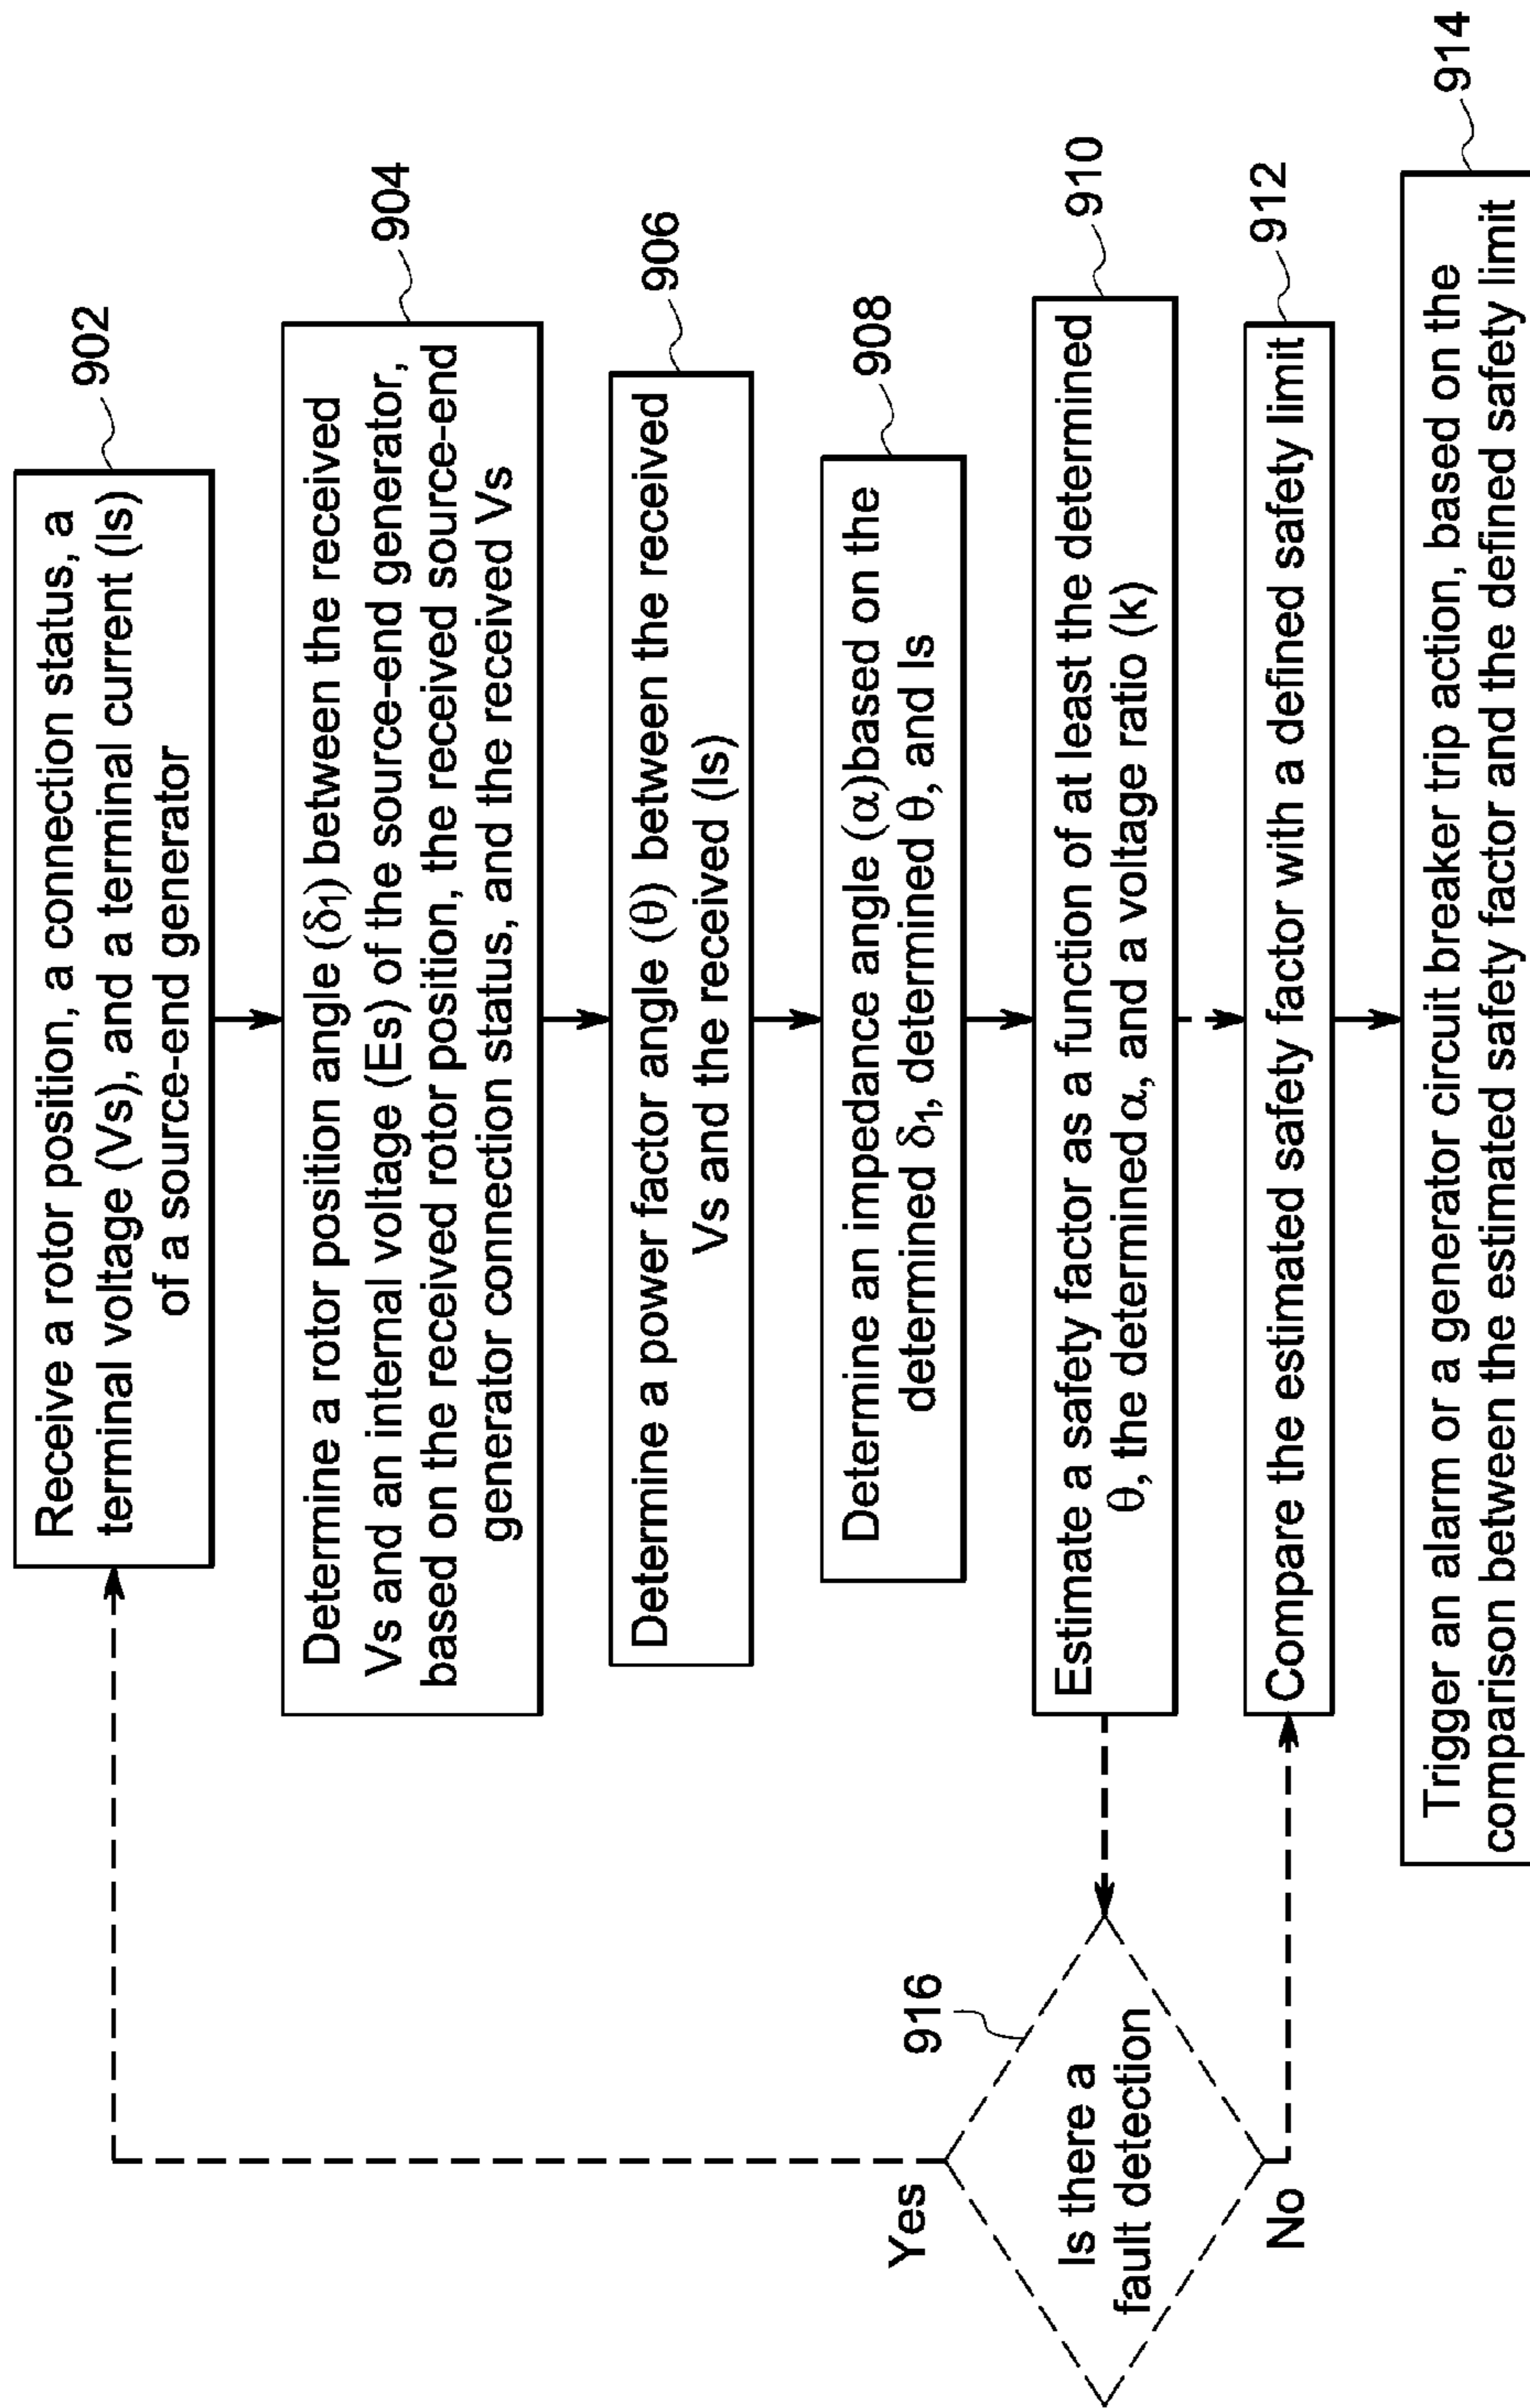 Receive a rotor position, a connection status, a
terminal voltage (Vs), and a terminal current (Is)
of a source-end generator
902
Determine a rotor position angle (δ₁) between the received
Vs and an internal voltage (Es) of the source-end generator,
based on the received rotor position, the received source-end
generator connection status, and the received Vs
904
Determine a power factor angle (θ) between the received
Vs and the received (Is)
906
Determine an impedance angle (α)based on the
determined δ₁, determined θ, and Is
908
Estimate a safety factor as a function of at least the determined
θ, the determined α, and a voltage ratio (k)
910
Is there a
fault detection
916
Yes
No
Compare the estimated safety factor with a defined safety limit
912
Trigger an alarm or a generator circuit breaker trip action, based on the
comparison between the estimated safety factor and the defined safety limit
914